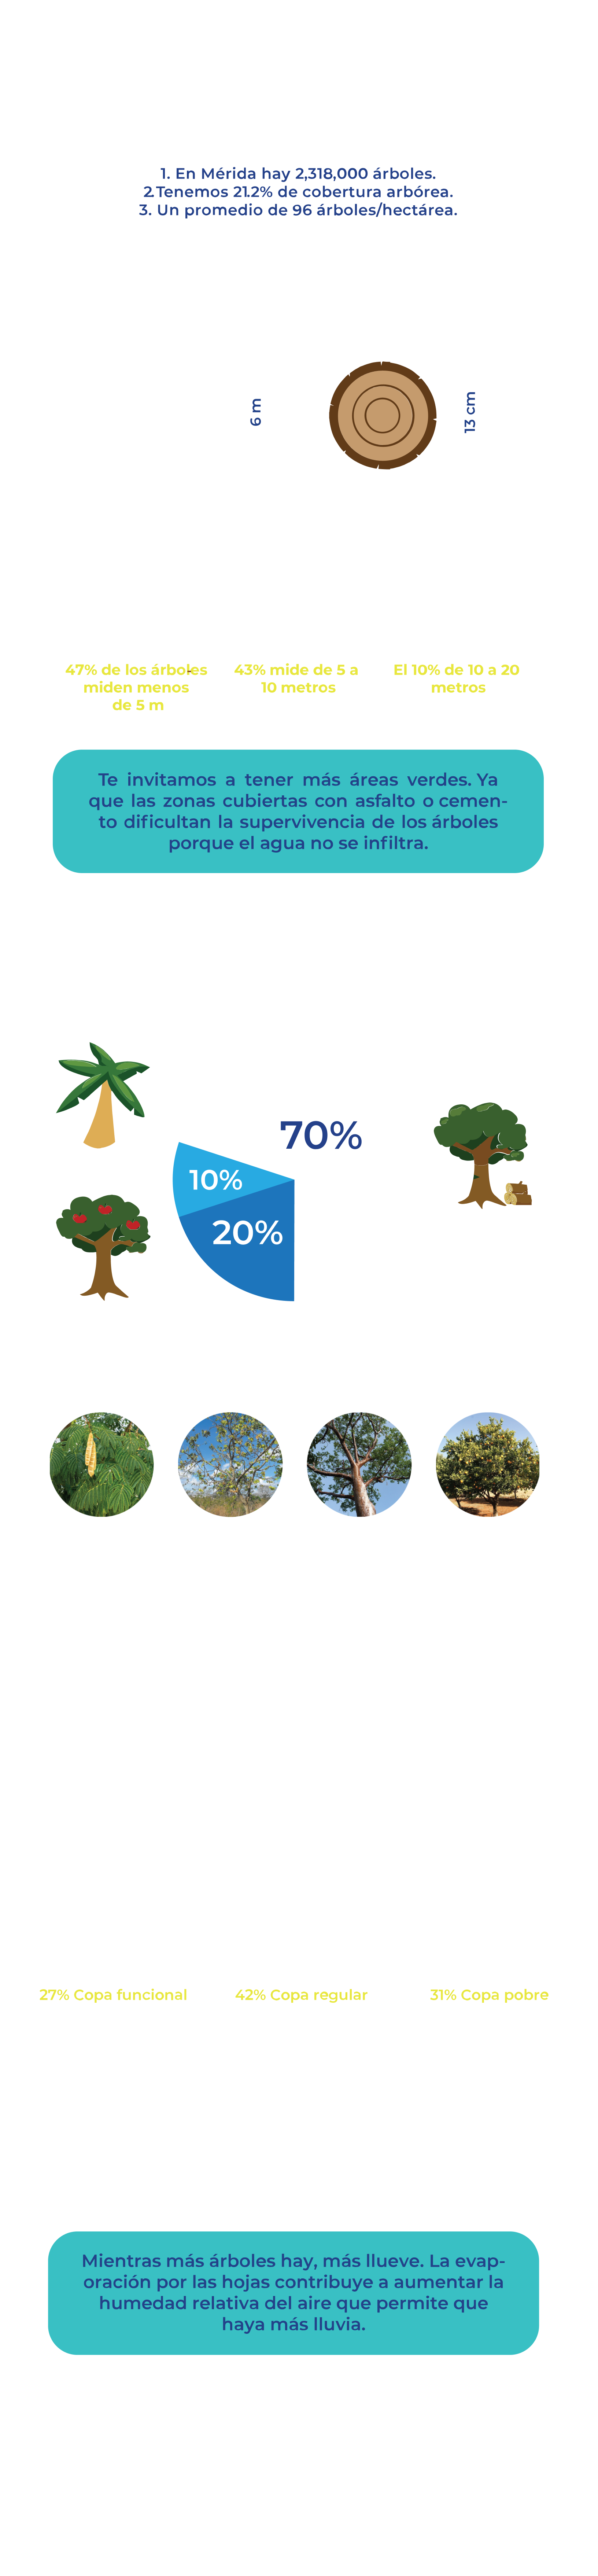 1. En Mérida hay 2,318,000 árboles.
2.Tenemos 21.2% de cobertura arbórea.
3. Un promedio de 96 árboles/hectárea.
6 m
13 cm
47% de los árboles
miden menos
de 5 m
43% mide de 5 a
10 metros
El 10% de 10 a 20
metros
Te invitamos a tener más áreas verdes. Ya
que las zonas cubiertas con asfalto o cemen-
to dificultan la supervivencia de los árboles
porque el agua no se infiltra.
70%
10%
20%
27% Copa funcional
42% Copa regular
31% Copa pobre
Mientras más árboles hay, más llueve. La evap-
oración por las hojas contribuye a aumentar la
humedad relativa del aire que permite que
haya más lluvia.